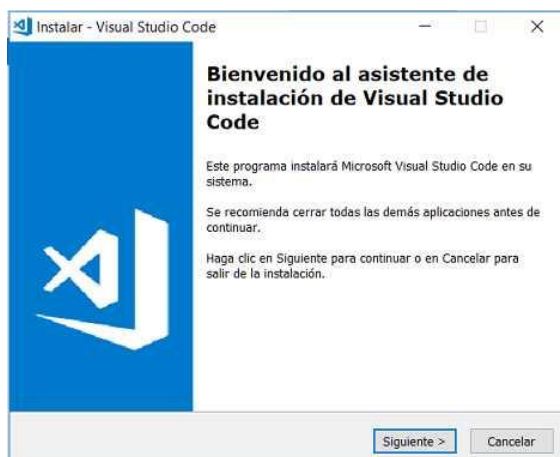 Instalar - Visual Studio Code
Bienvenido al asistente de
instalación de Visual Studio
Code
Este programa instalará Microsoft Visual Studio Code en su
sistema.
Se recomienda cerrar todas las demás aplicaciones antes de
continuar.
Haga clic en Siguiente para continuar o en Cancelar para
salir de la instalación.
Siguiente >
Cancelar